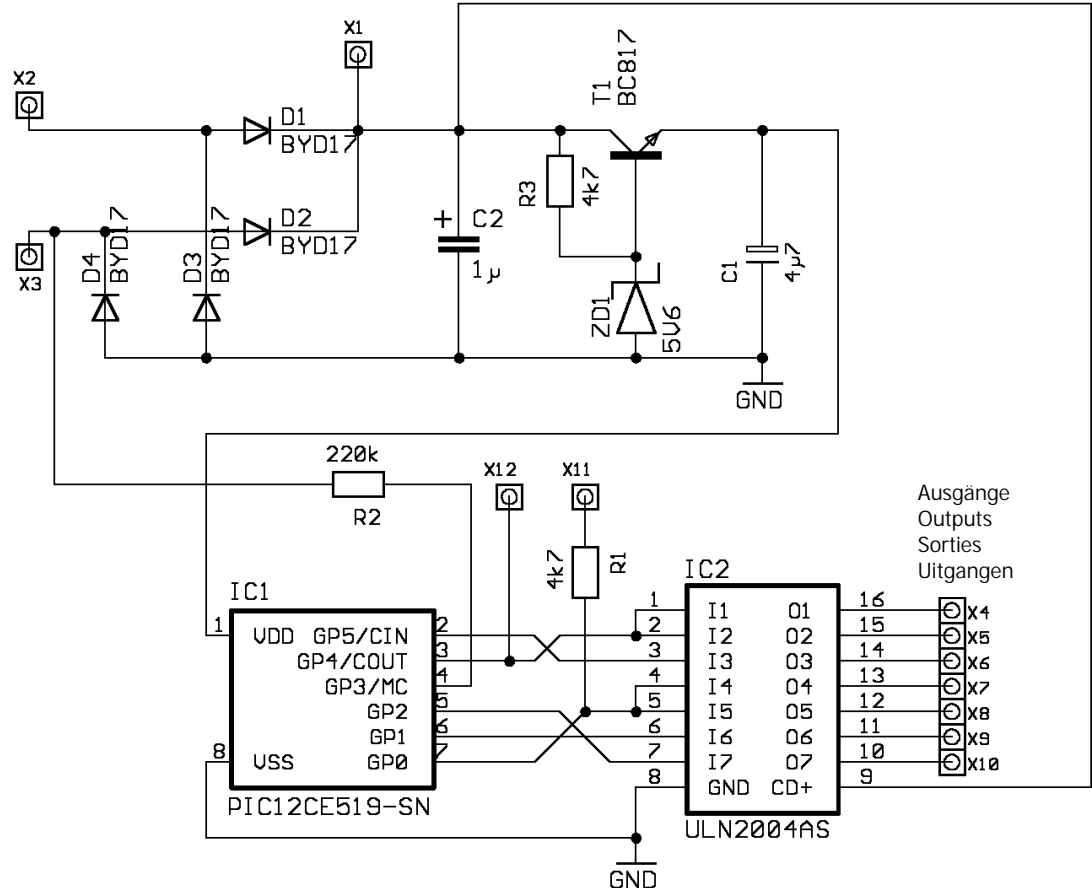 X1
X2
T1
BC817
D1
BYD17
R3
4k7
D2
BYD17
+
C2
1µ
X3
D4
BYD17
D3
BYD17
ZD1
5V6
C1
4µ7
GND
220k
R2
X12
X11
4k7
R1
Ausgänge
Outputs
Sorties
Uitgangen
IC1
1 VDD GP5/CIN 2
GP4/COUT 3
GP3/MC 4
GP2 5
GP1 6
8 VSS GP0 7
PIC12CE519-SN
IC2
1 I1 O1 16 X4
2 I2 O2 15 X5
3 I3 O3 14 X6
4 I4 O4 13 X7
5 I5 O5 12 X8
6 I6 O6 11 X9
7 I7 O7 10 X10
8 GND CD+ 9
ULN2004AS
GND